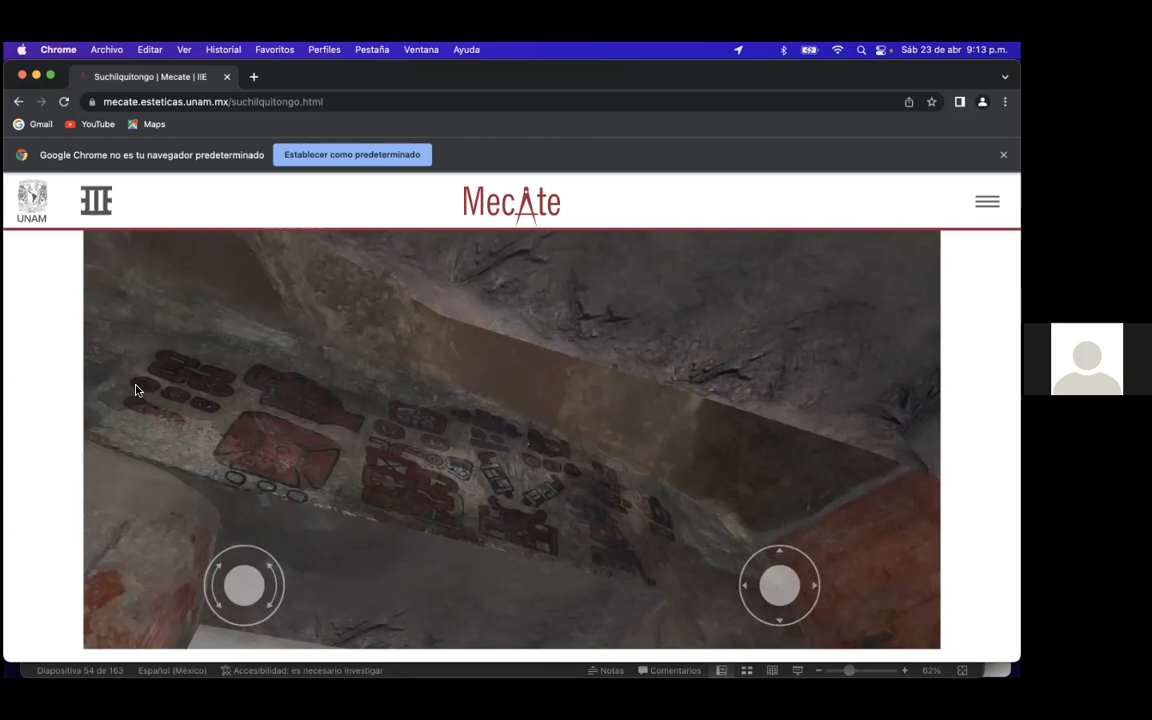 Chrome Archivo Editar Ver Historial Favoritos Perfiles Pestaña Ventana Ayuda Sáb 23 de abr 9:13 p.m.
Suchilquitongo | Mecate | IIE
mecate.esteticas.unam.mx/suchilquitongo.html
Gmail YouTube Maps
Google Chrome no es tu navegador predeterminado Establecer como predeterminado
UNAM IIE MecAte
Diapositiva 54 de 163 Español (México) Accesibilidad: es necesario investigar Notas Comentarios 62%